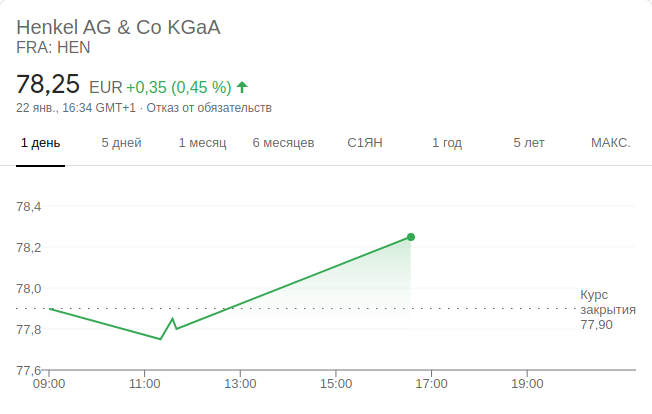 Henkel AG & Co KGaA
FRA: HEN
78,25 EUR +0,35 (0,45 %)
22 янв., 16:34 GMT+1 · Отказ от обязательств
1 день 5 дней 1 месяц 6 месяцев С1ЯН 1 год 5 лет МАКС.
78,4
78,2
78,0
Курс
закрытия
77,90
77,8
77,6
09:00 11:00 13:00 15:00 17:00 19:00